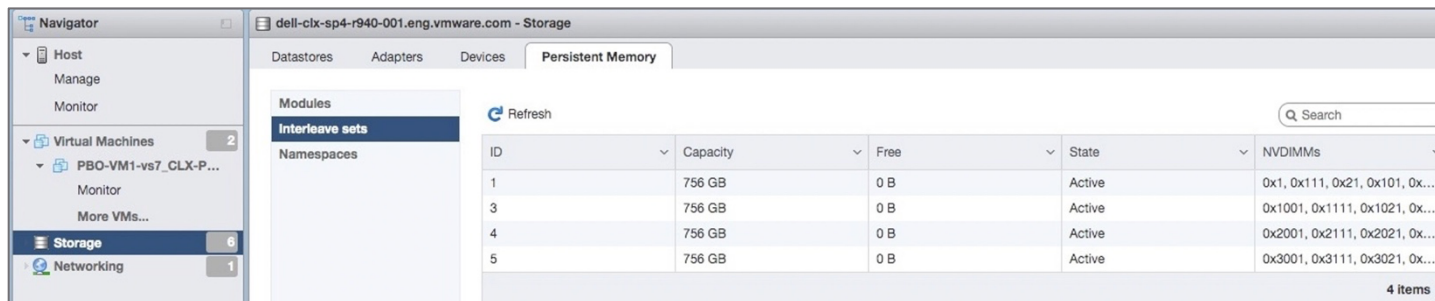 Navigator
Host
Manage
Monitor
Virtual Machines 2
PBO-VM1-vs7_CLX-P...
Monitor
More VMs...
Storage 6
Networking 1
dell-clx-sp4-r940-001.eng.vmware.com - Storage
Datastores Adapters Devices Persistent Memory
Modules
Interleave sets
Namespaces
Refresh Search
ID Capacity Free State NVDIMMs
1 756 GB 0 B Active 0x1, 0x111, 0x21, 0x101, 0x...
3 756 GB 0 B Active 0x1001, 0x1111, 0x1021, 0x...
4 756 GB 0 B Active 0x2001, 0x2111, 0x2021, 0x...
5 756 GB 0 B Active 0x3001, 0x3111, 0x3021, 0x...
4 items